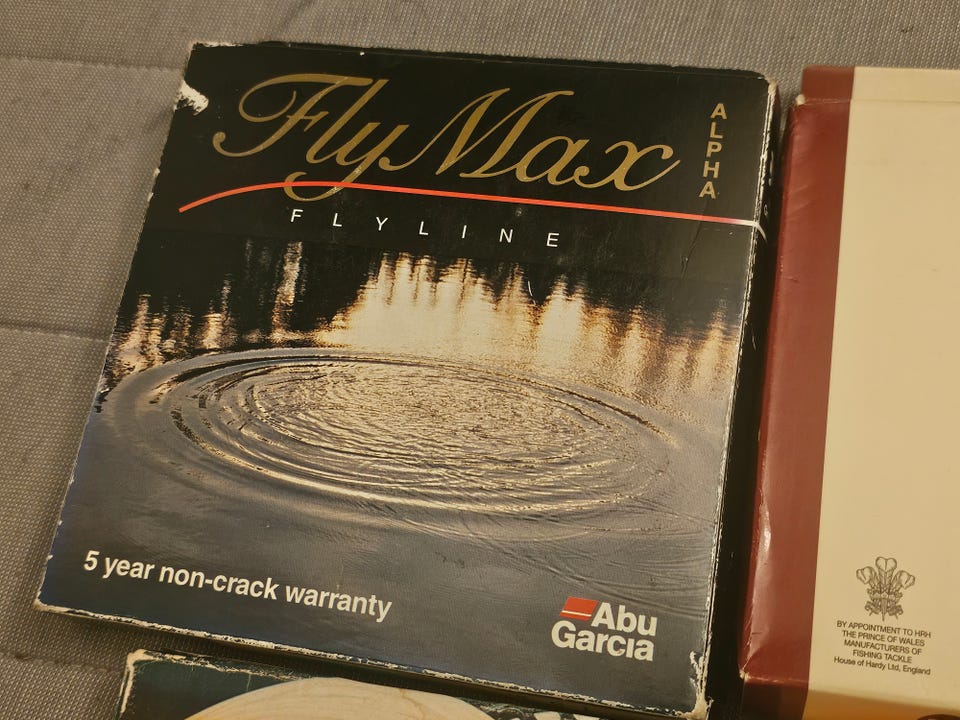 FlyMax
ALPHA
FLYLINE
5 year non-crack warranty
Abu
Garcia
BY APPOINTMENT TO HRH
THE PRINCE OF WALES
MANUFACTURERS OF
FISHING TACKLE
House of Hardy Ltd, England